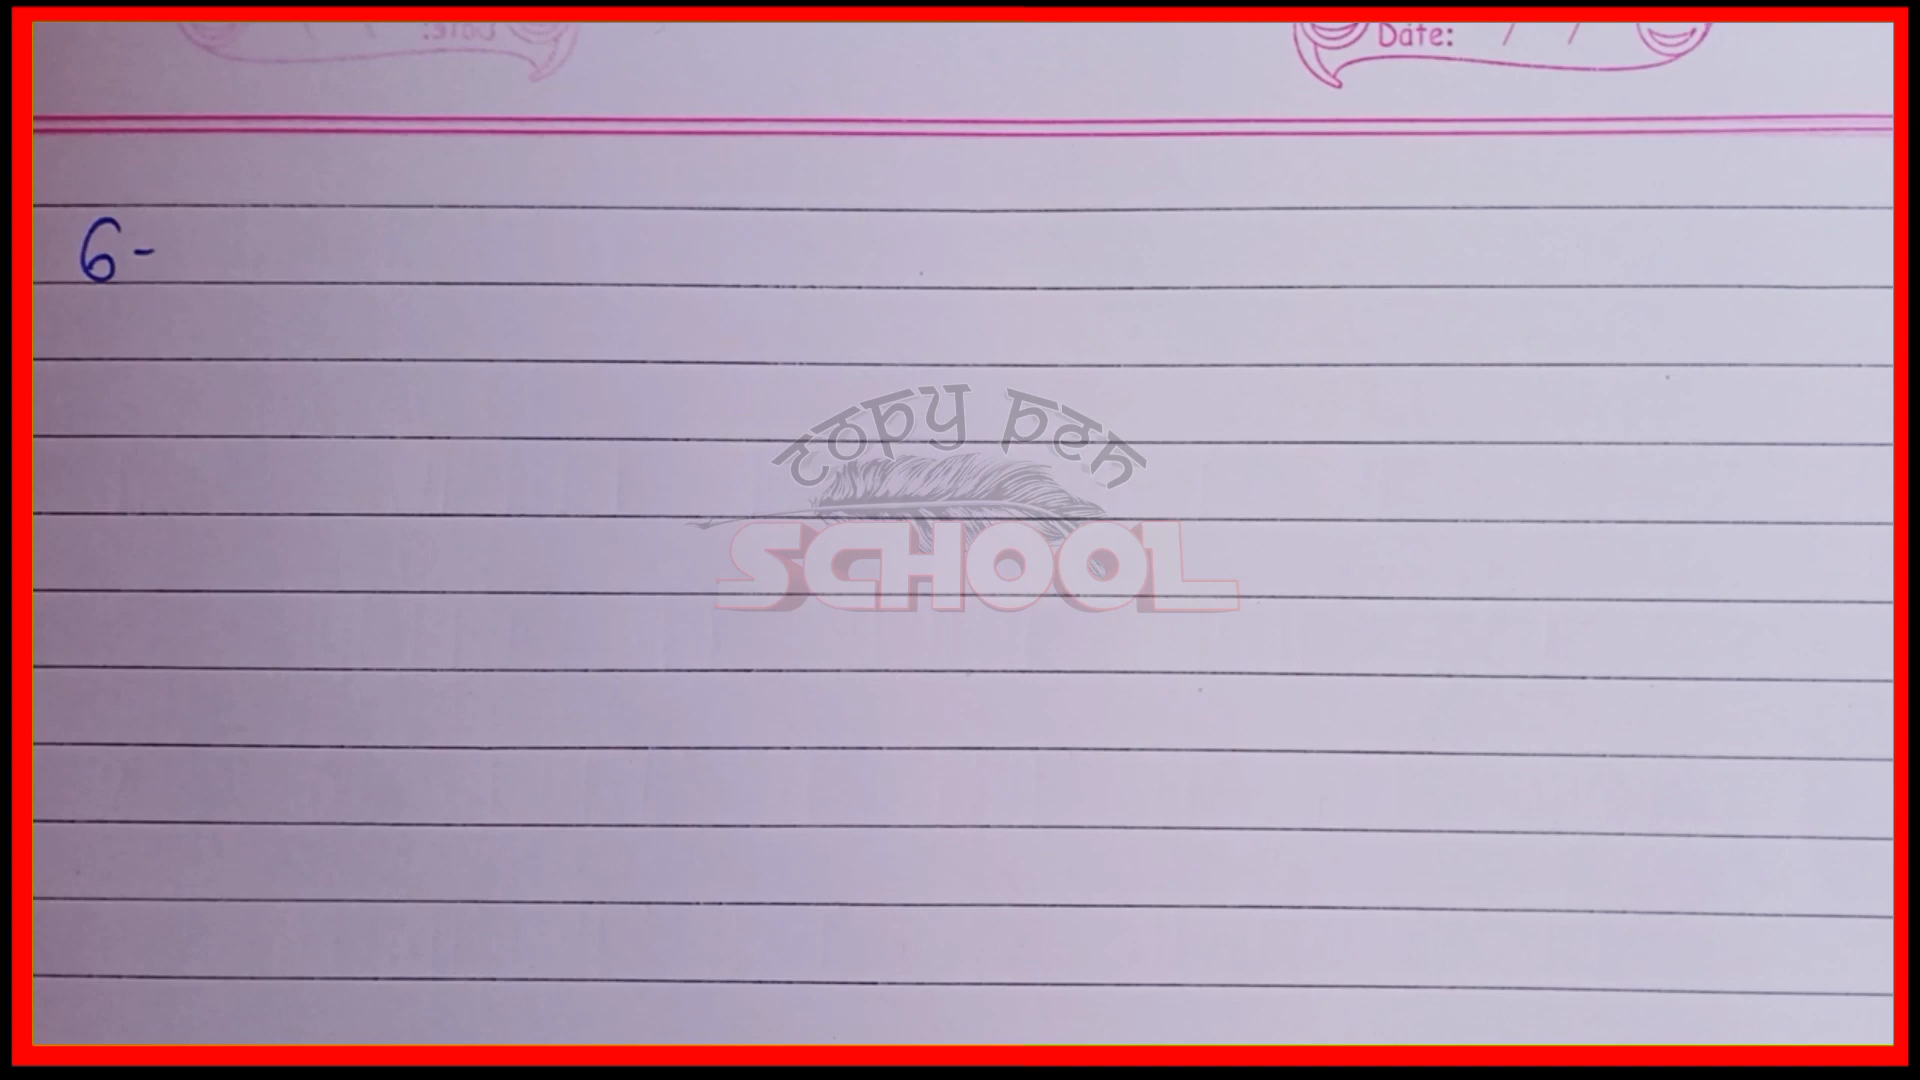 Date: / /
6-
copy pen
SCHOOL